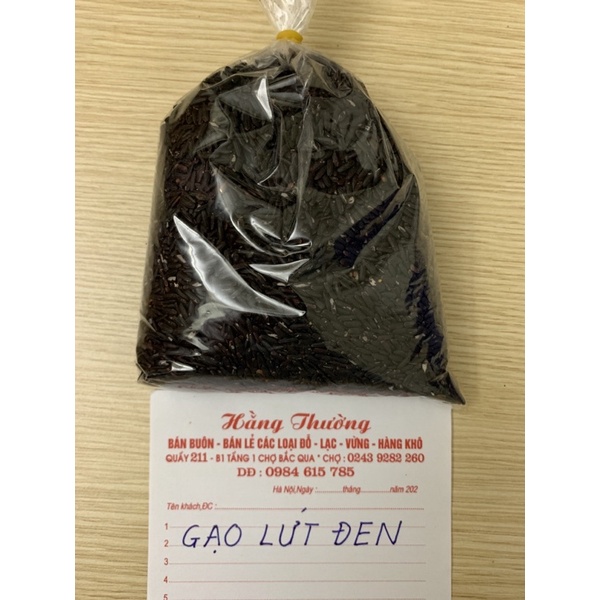 Hằng Thường
BÁN BUÔN - BÁN LẺ CÁC LOẠI ĐỖ - LẠC - VỪNG - HÀNG KHÔ
QUẦY 211 - B1 TẦNG 1 CHỢ BẮC QUA * CHỢ : 0243 9282 260
DĐ : 0984 615 785
Hà Nội,Ngày :..........tháng............năm 202
Tên khách,ĐC :
1
GẠO LỨT ĐEN
2
3
4
5